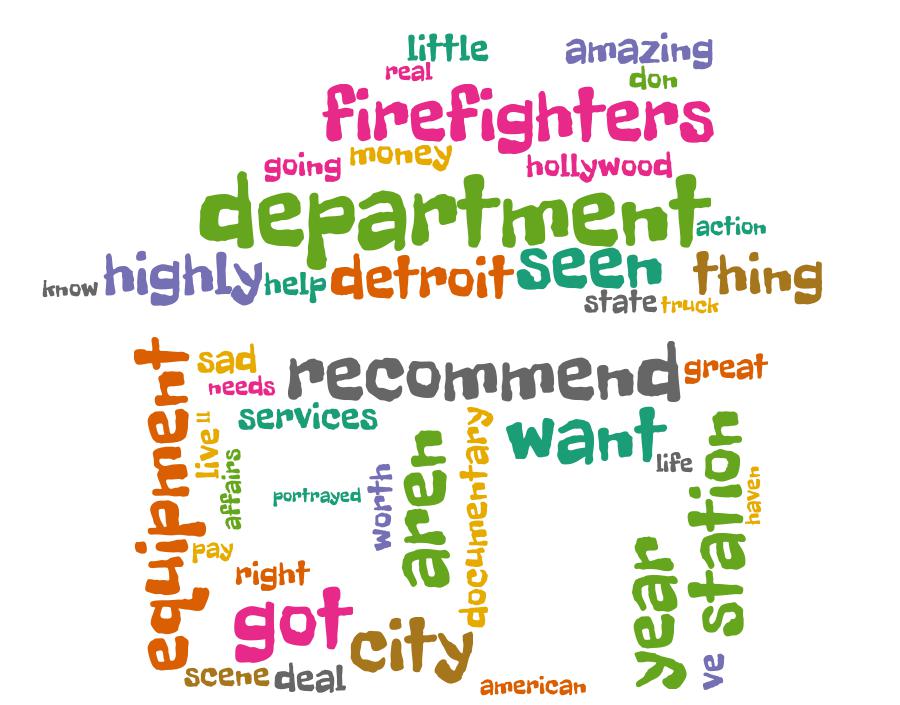 little amazing
real don
firefighters
going money hollywood
department action
know highly help detroit seen thing
state truck
equipment
sad recommend great
needs
services want
live ll
affairs
portrayed worth aren documentary life
station haven
pay
right
got city
year
ve
scene deal american